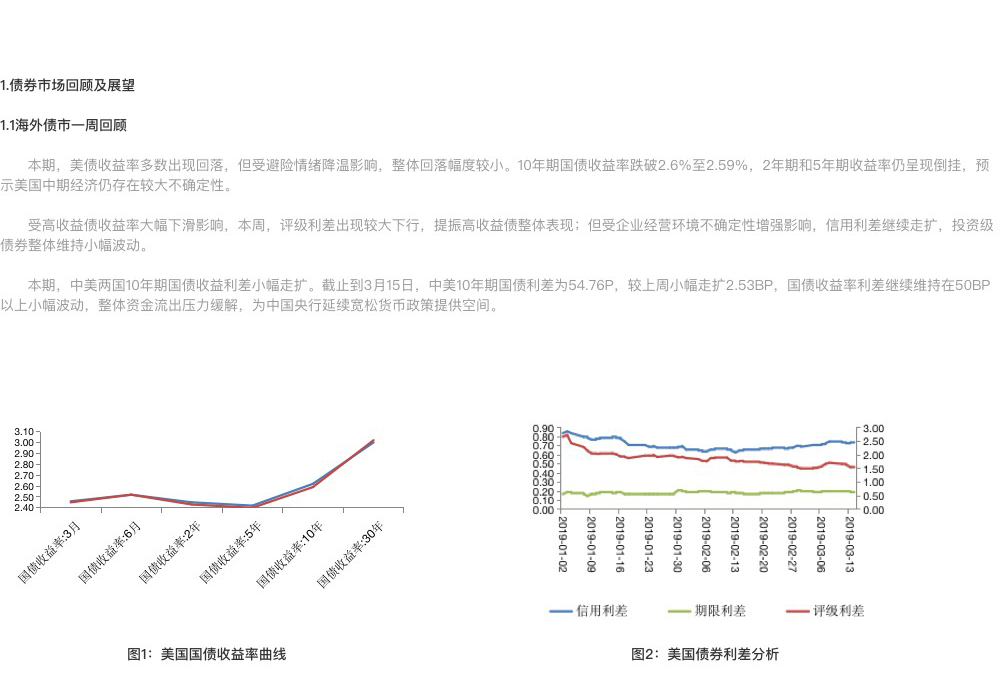 1.债券市场回顾及展望
1.1海外债市一周回顾
本期，美债收益率多数出现回落，但受避险情绪降温影响，整体回落幅度较小。10年期国债收益率跌破2.6%至2.59%，2年期和5年期收益率仍呈现倒挂，预
示美国中期经济仍存在较大不确定性。
受高收益债收益率大幅下滑影响，本周，评级利差出现较大下行，提振高收益债整体表现；但受企业经营环境不确定性增强影响，信用利差继续走扩，投资级
债券整体维持小幅波动。
本期，中美两国10年期国债收益利差小幅走扩。截止到3月15日，中美10年期国债利差为54.76P，较上周小幅走扩2.53BP，国债收益率利差继续维持在50BP
以上小幅波动，整体资金流出压力缓解，为中国央行延续宽松货币政策提供空间。
3.10
3.00
2.90
2.80
2.70
2.60
2.50
2.40
国债收益率:3月
国债收益率:6月
国债收益率:2年
国债收益率:5年
国债收益率:10年
国债收益率:30年
图1：美国国债收益率曲线
0.90
0.80
0.70
0.60
0.50
0.40
0.30
0.20
0.10
0.00
3.00
2.50
2.00
1.50
1.00
0.50
0.00
2019-01-02
2019-01-09
2019-01-16
2019-01-23
2019-01-30
2019-02-06
2019-02-13
2019-02-20
2019-02-27
2019-03-06
2019-03-13
信用利差
期限利差
评级利差
图2：美国债券利差分析